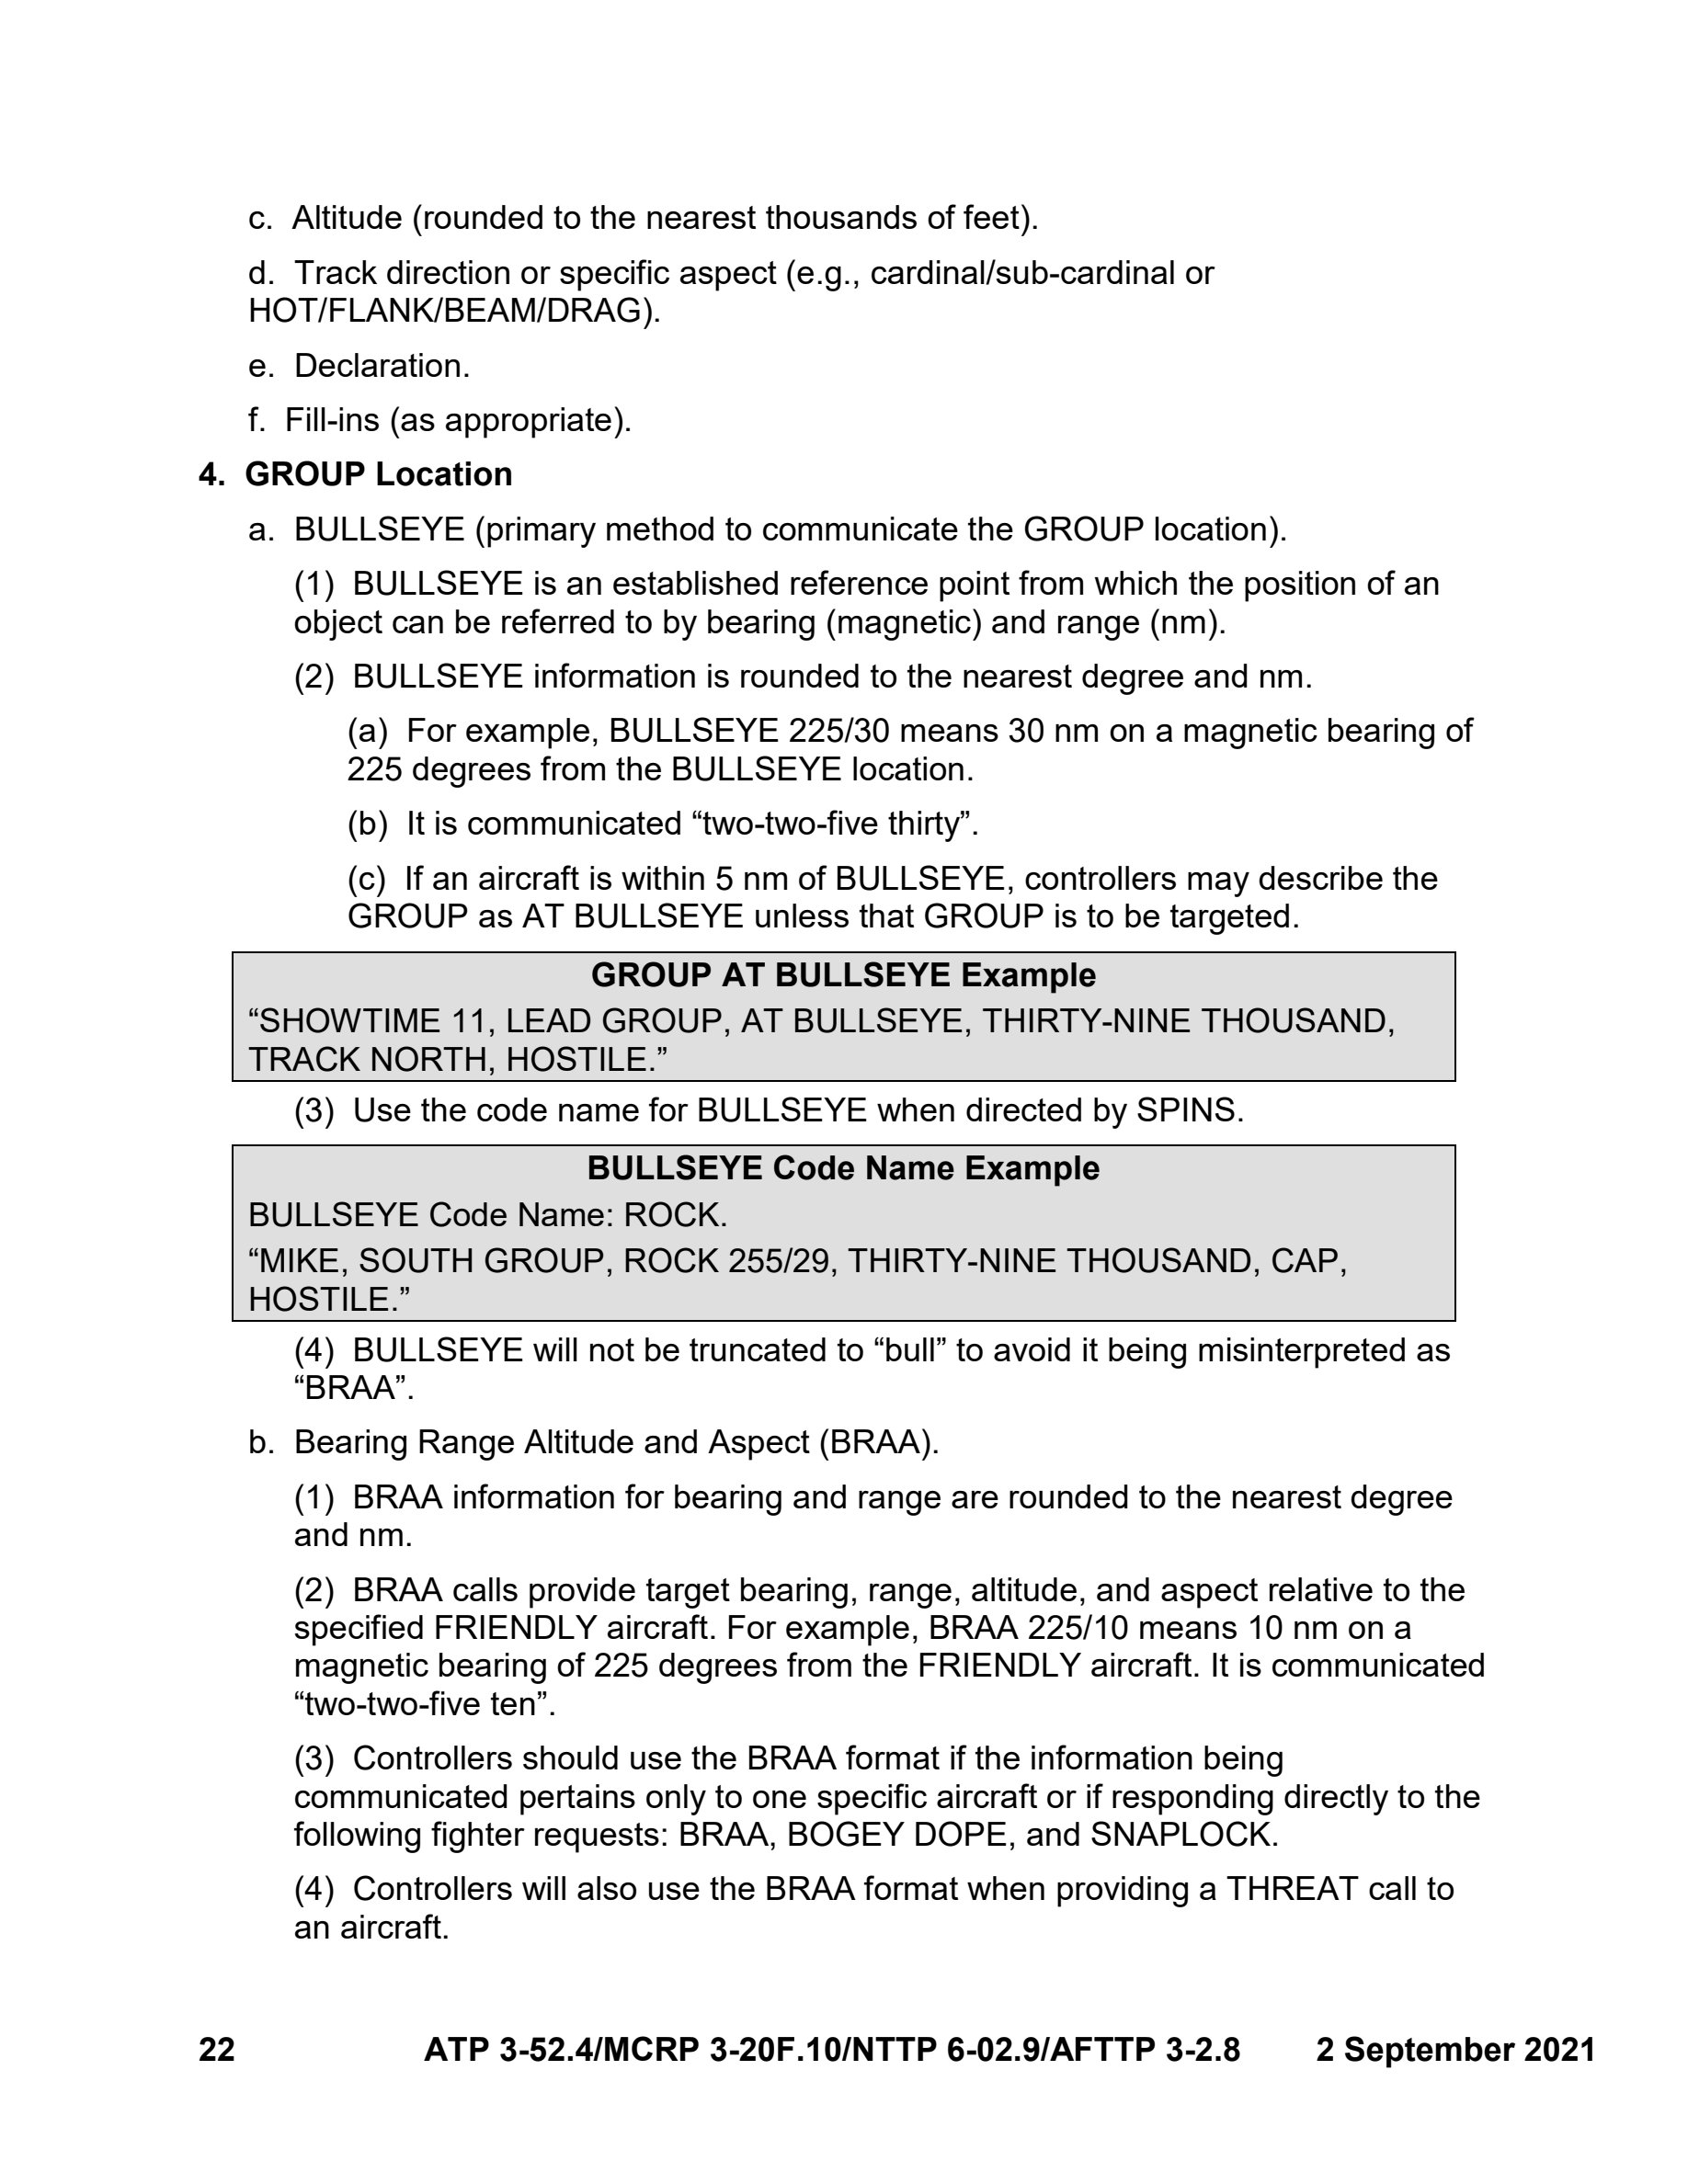 c.  Altitude (rounded to the nearest thousands of feet).
d.  Track direction or specific aspect (e.g., cardinal/sub-cardinal or
HOT/FLANK/BEAM/DRAG).
e.  Declaration.
f.  Fill-ins (as appropriate).
4.  GROUP Location
a.  BULLSEYE (primary method to communicate the GROUP location).
(1)  BULLSEYE is an established reference point from which the position of an
object can be referred to by bearing (magnetic) and range (nm).
(2)  BULLSEYE information is rounded to the nearest degree and nm.
(a)  For example, BULLSEYE 225/30 means 30 nm on a magnetic bearing of
225 degrees from the BULLSEYE location.
(b)  It is communicated “two-two-five thirty”.
(c)  If an aircraft is within 5 nm of BULLSEYE, controllers may describe the
GROUP as AT BULLSEYE unless that GROUP is to be targeted.
GROUP AT BULLSEYE Example
“SHOWTIME 11, LEAD GROUP, AT BULLSEYE, THIRTY-NINE THOUSAND,
TRACK NORTH, HOSTILE.”
(3)  Use the code name for BULLSEYE when directed by SPINS.
BULLSEYE Code Name Example
BULLSEYE Code Name: ROCK.
“MIKE, SOUTH GROUP, ROCK 255/29, THIRTY-NINE THOUSAND, CAP,
HOSTILE.”
(4)  BULLSEYE will not be truncated to “bull” to avoid it being misinterpreted as
“BRAA”.
b.  Bearing Range Altitude and Aspect (BRAA).
(1)  BRAA information for bearing and range are rounded to the nearest degree
and nm.
(2)  BRAA calls provide target bearing, range, altitude, and aspect relative to the
specified FRIENDLY aircraft. For example, BRAA 225/10 means 10 nm on a
magnetic bearing of 225 degrees from the FRIENDLY aircraft. It is communicated
“two-two-five ten”.
(3)  Controllers should use the BRAA format if the information being
communicated pertains only to one specific aircraft or if responding directly to the
following fighter requests: BRAA, BOGEY DOPE, and SNAPLOCK.
(4)  Controllers will also use the BRAA format when providing a THREAT call to
an aircraft.
22 ATP 3-52.4/MCRP 3-20F.10/NTTP 6-02.9/AFTTP 3-2.8 2 September 2021